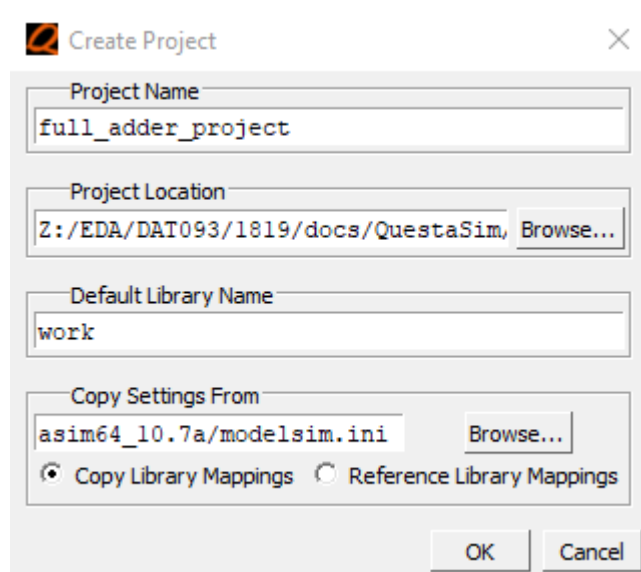 Create Project
Project Name
full_adder_project
Project Location
Z:/EDA/DAT093/1819/docs/QuestaSim, Browse...
Default Library Name
work
Copy Settings From
asim64_10.7a/modelsim.ini Browse...
Copy Library Mappings Reference Library Mappings
OK Cancel